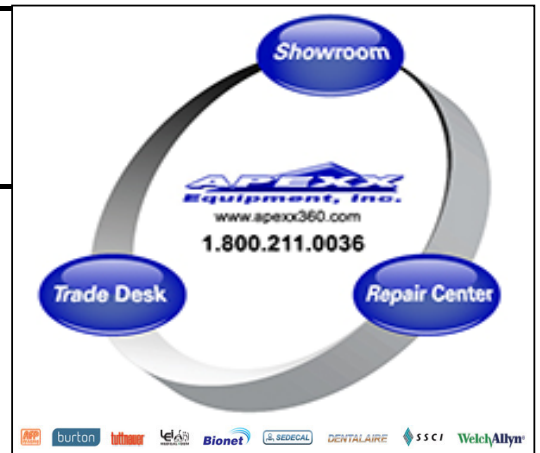 Showroom
APEXX
Equipment, Inc.
www.apexx360.com
1.800.211.0036
Trade Desk
Repair Center
AFP burton tuttnauer Bionet SEDECAL DENTALAIRE SSCI WelchAllyn